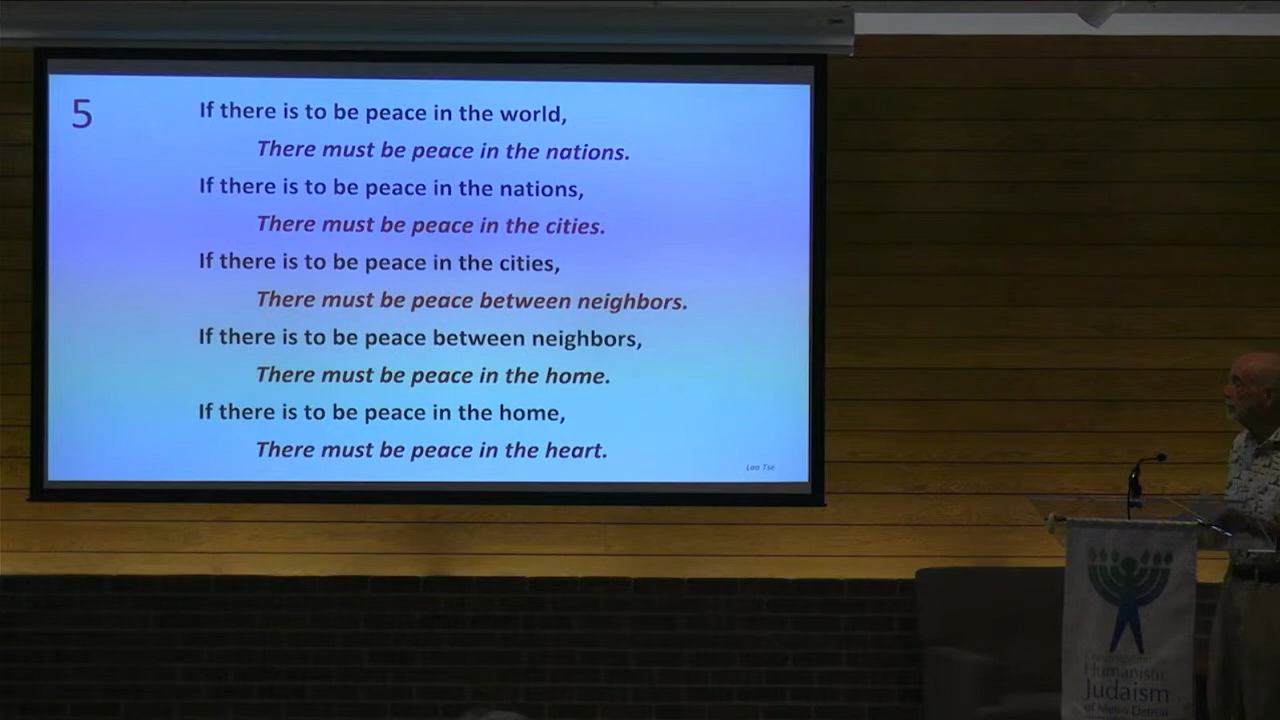 5
If there is to be peace in the world,
There must be peace in the nations.
If there is to be peace in the nations,
There must be peace in the cities.
If there is to be peace in the cities,
There must be peace between neighbors.
If there is to be peace between neighbors,
There must be peace in the home.
If there is to be peace in the home,
There must be peace in the heart.
Lao Tse
Humanistic
Judaism
of Metro Detroit